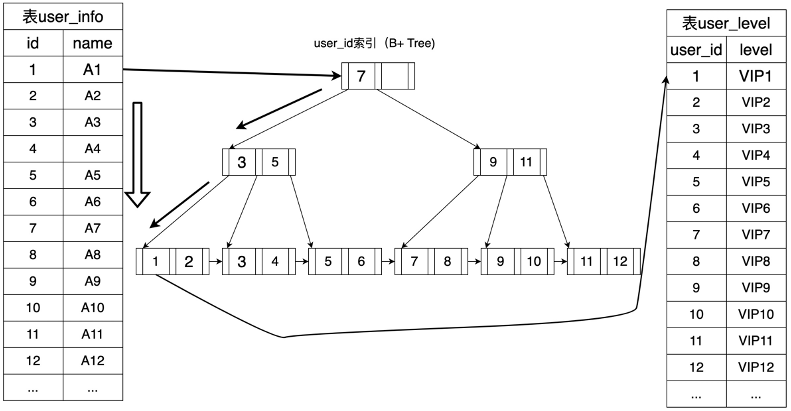 表user_info
id name
1 A1
2 A2
3 A3
4 A4
5 A5
6 A6
7 A7
8 A8
9 A9
10 A10
11 A11
12 A12
... ...
user_id索引（B+ Tree）
7
3 5
9 11
1 2 3 4 5 6 7 8 9 10 11 12
表user_level
user_id level
1 VIP1
2 VIP2
3 VIP3
4 VIP4
5 VIP5
6 VIP6
7 VIP7
8 VIP8
9 VIP9
10 VIP10
11 VIP11
12 VIP12
... ...